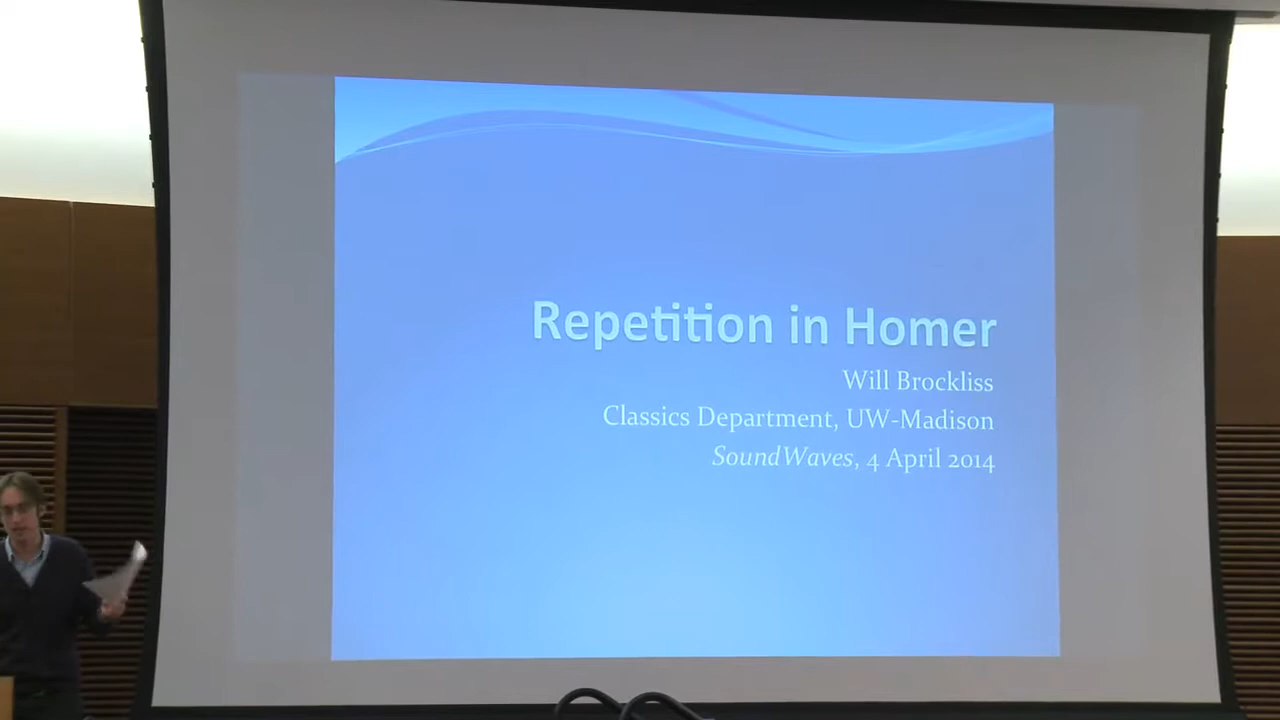 Repetition in Homer
Will Brockliss
Classics Department, UW-Madison
SoundWaves, 4 April 2014